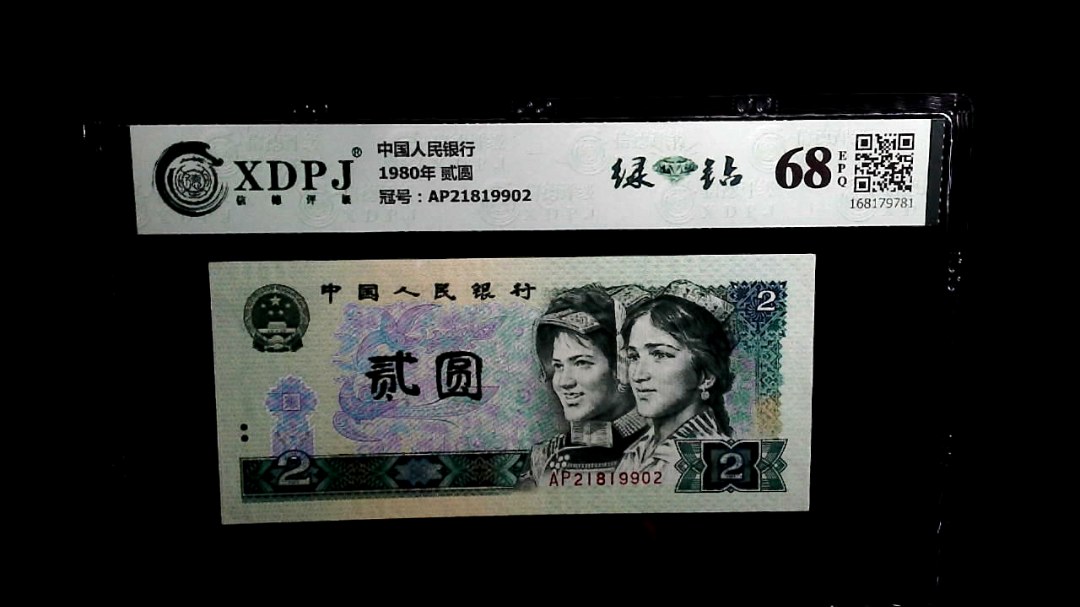 XDPJ®
信德评级
中国人民银行
1980年 贰圆
冠号：AP21819902
绿钻
68
EPQ
168179781
中国人民银行
2
贰圆
2
AP21819902
2